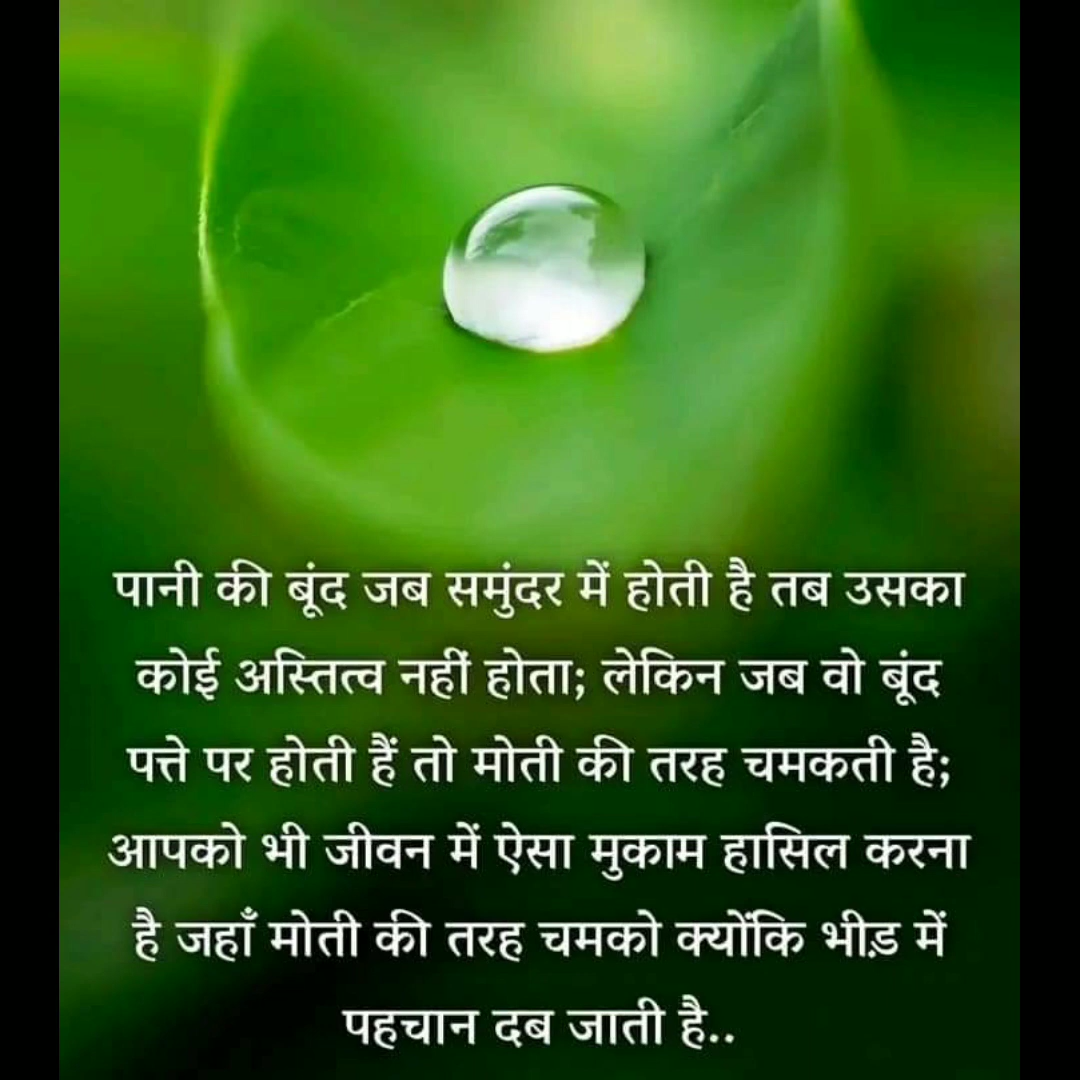 पानी की बूंद जब समुंदर में होती है तब उसका
कोई अस्तित्व नहीं होता; लेकिन जब वो बूंद
पत्ते पर होती हैं तो मोती की तरह चमकती है;
आपको भी जीवन में ऐसा मुकाम हासिल करना
है जहाँ मोती की तरह चमको क्योंकि भीड़ में
पहचान दब जाती है..